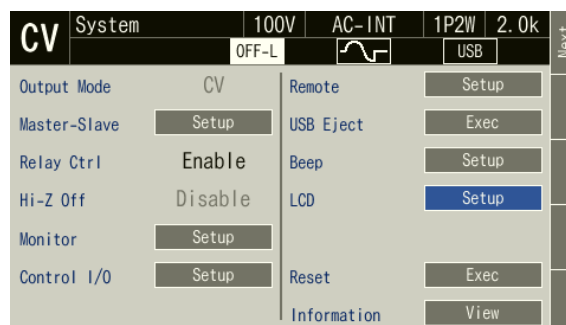 CV System 100V AC-INT 1P2W 2.0k
OFF-L USB
Next
Output Mode CV
Master-Slave Setup
Relay Ctrl Enable
Hi-Z Off Disable
Monitor Setup
Control I/O Setup
Remote Setup
USB Eject Exec
Beep Setup
LCD Setup
Reset Exec
Information View